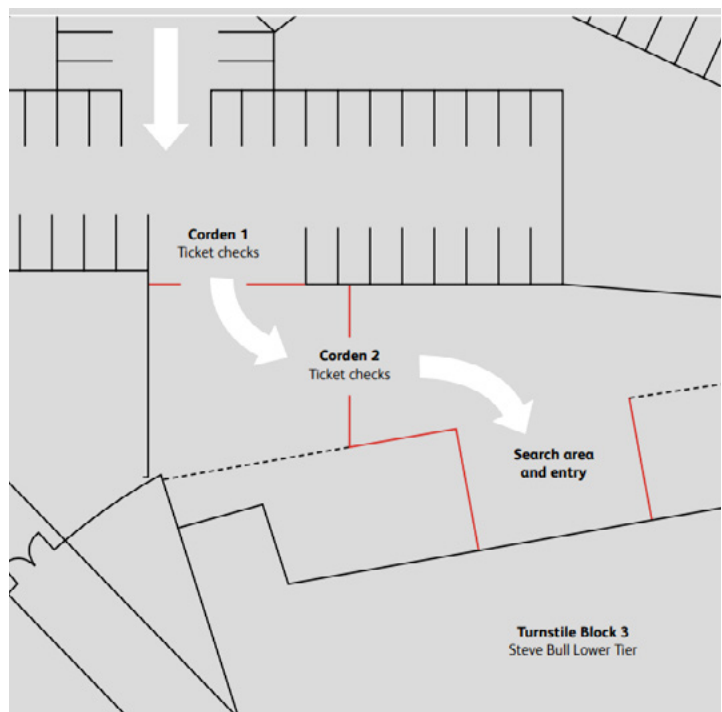 Corden 1
Ticket checks
Corden 2
Ticket checks
Search area
and entry
Turnstile Block 3
Steve Bull Lower Tier